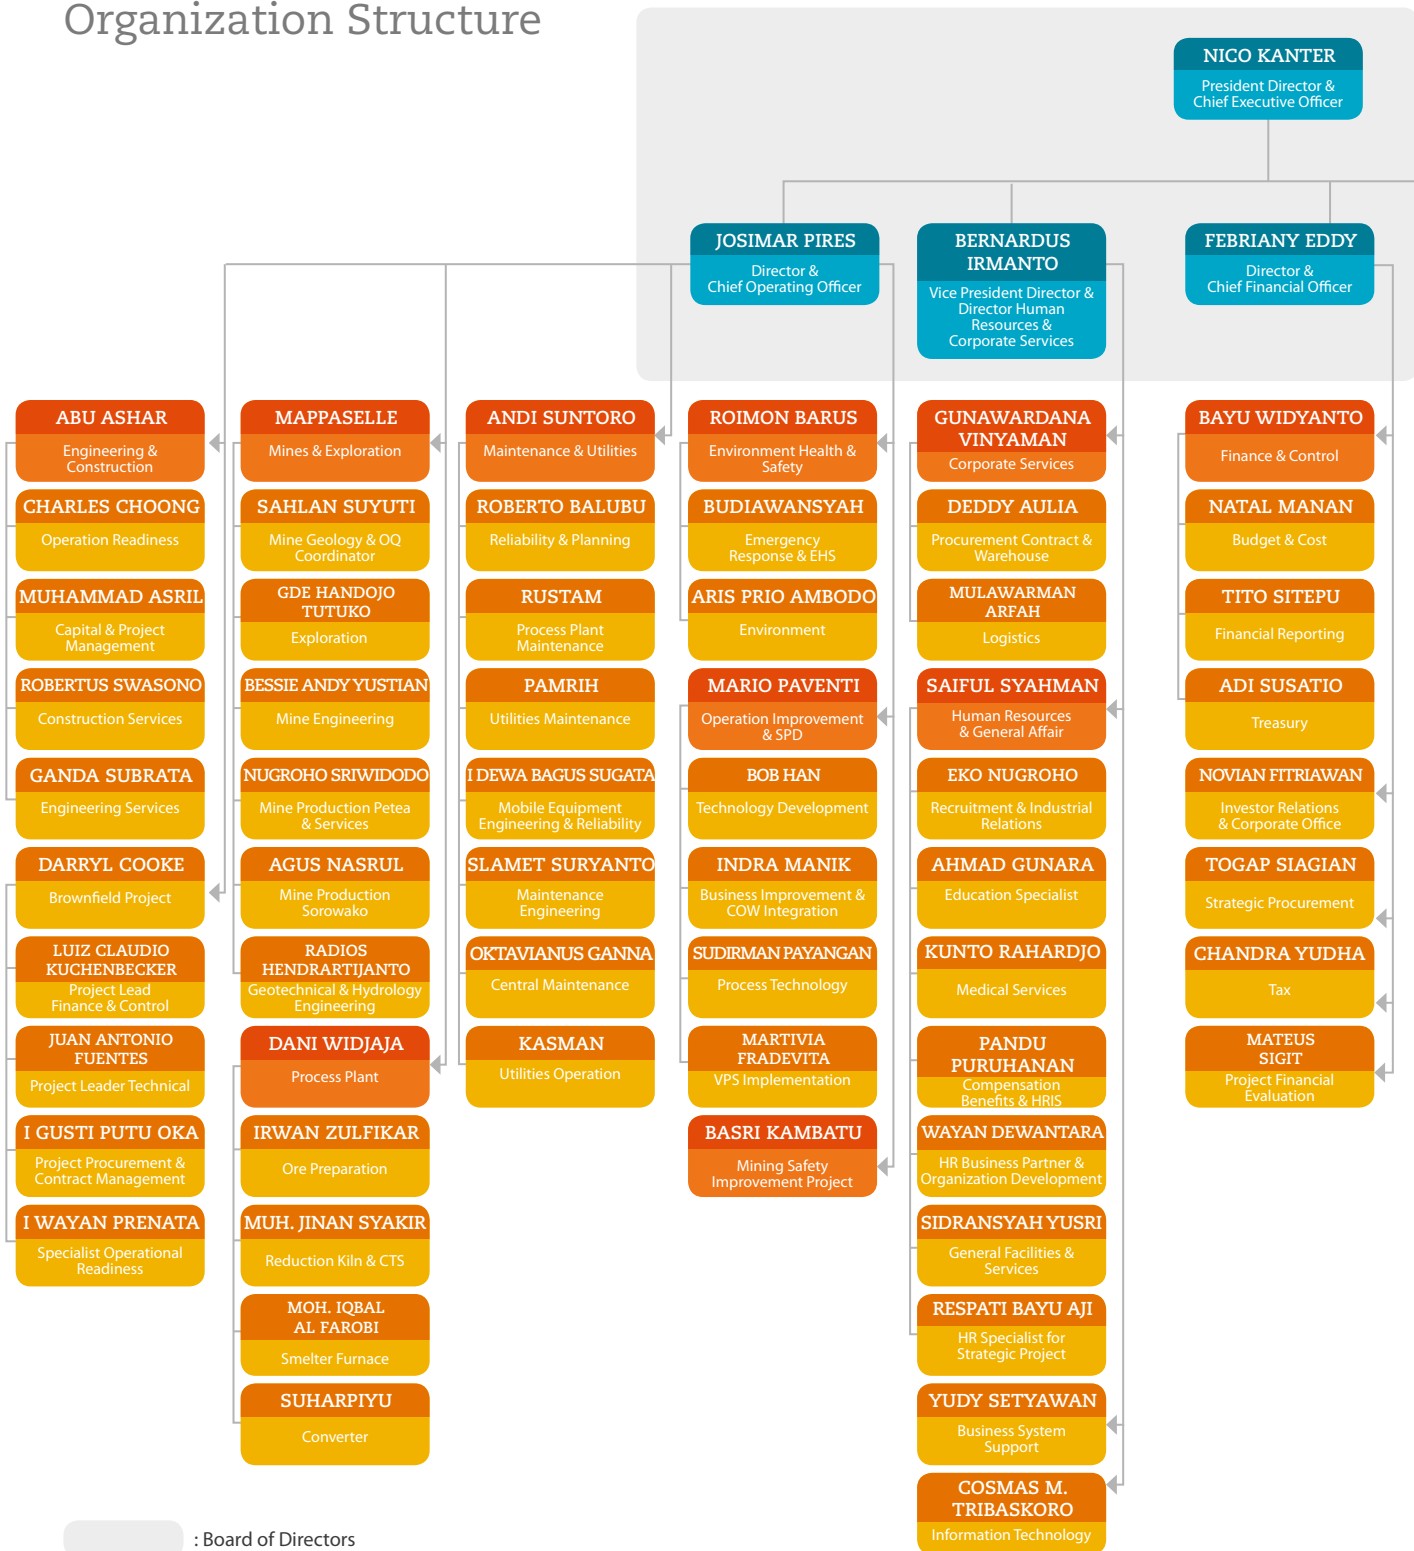 Organization Structure
NICO KANTER
President Director &
Chief Executive Officer
JOSIMAR PIRES
Director &
Chief Operating Officer
BERNARDUS
IRMANTO
Vice President Director &
Director Human
Resources &
Corporate Services
FEBRIANY EDDY
Director &
Chief Financial Officer
ABU ASHAR
Engineering &
Construction
CHARLES CHOONG
Operation Readiness
MUHAMMAD ASRIL
Capital & Project
Management
ROBERTUS SWASONO
Construction Services
GANDA SUBRATA
Engineering Services
DARRYL COOKE
Brownfield Project
LUIZ CLAUDIO
KUCHENBECKER
Project Lead
Finance & Control
JUAN ANTONIO
FUENTES
Project Leader Technical
I GUSTI PUTU OKA
Project Procurement &
Contract Management
I WAYAN PRENATA
Specialist Operational
Readiness
MAPPASELLE
Mines & Exploration
SAHLAN SUYUTI
Mine Geology & OQ
Coordinator
GDE HANDOJO
TUTUKO
Exploration
BESSIE ANDY YUSTIAN
Mine Engineering
NUGROHO SRIWIDODO
Mine Production Petea
& Services
AGUS NASRUL
Mine Production
Sorowako
RADIOS
HENDRARTIJANTO
Geotechnical & Hydrology
Engineering
DANI WIDJAJA
Process Plant
IRWAN ZULFIKAR
Ore Preparation
MUH. JINAN SYAKIR
Reduction Kiln & CTS
MOH. IQBAL
AL FAROBI
Smelter Furnace
SUHARPIYU
Converter
ANDI SUNTORO
Maintenance & Utilities
ROBERTO BALUBU
Reliability & Planning
RUSTAM
Process Plant
Maintenance
PAMRIH
Utilities Maintenance
I DEWA BAGUS SUGATA
Mobile Equipment
Engineering & Reliability
SLAMET SURYANTO
Maintenance
Engineering
OKTAVIANUS GANNA
Central Maintenance
KASMAN
Utilities Operation
ROIMON BARUS
Environment Health &
Safety
BUDIAWANSYAH
Emergency
Response & EHS
ARIS PRIO AMBODO
Environment
MARIO PAVENTI
Operation Improvement
& SPD
BOB HAN
Technology Development
INDRA MANIK
Business Improvement &
COW Integration
SUDIRMAN PAYANGAN
Process Technology
MARTIVIA
FRADEVITA
VPS Implementation
BASRI KAMBATU
Mining Safety
Improvement Project
GUNAWARDANA
VINYAMAN
Corporate Services
DEDDY AULIA
Procurement Contract &
Warehouse
MULAWARMAN
ARFAH
Logistics
SAIFUL SYAHMAN
Human Resources
& General Affair
EKO NUGROHO
Recruitment & Industrial
Relations
AHMAD GUNARA
Education Specialist
KUNTO RAHARDJO
Medical Services
PANDU
PURUHANAN
Compensation
Benefits & HRIS
WAYAN DEWANTARA
HR Business Partner &
Organization Development
SIDRANSYAH YUSRI
General Facilities &
Services
RESPATI BAYU AJI
HR Specialist for
Strategic Project
YUDY SETYAWAN
Business System
Support
COSMAS M.
TRIBASKORO
Information Technology
BAYU WIDYANTO
Finance & Control
NATAL MANAN
Budget & Cost
TITO SITEPU
Financial Reporting
ADI SUSATIO
Treasury
NOVIAN FITRIAWAN
Investor Relations
& Corporate Office
TOGAP SIAGIAN
Strategic Procurement
CHANDRA YUDHA
Tax
MATEUS
SIGIT
Project Financial
Evaluation
: Board of Directors